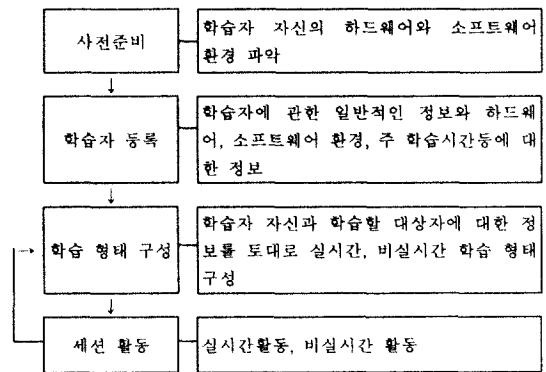 사전준비
학습자 자신의 하드웨어와 소프트웨어
환경 파악
학습자 등록
학습자에 관한 일반적인 정보와 하드웨
어, 소프트웨어 환경, 주 학습시간등에 대
한 정보
학습 형태 구성
학습자 자신과 학습할 대상자에 대한 정
보를 토대로 실시간, 비실시간 학습 형태
구성
세션 활동
실시간활동, 비실시간 활동